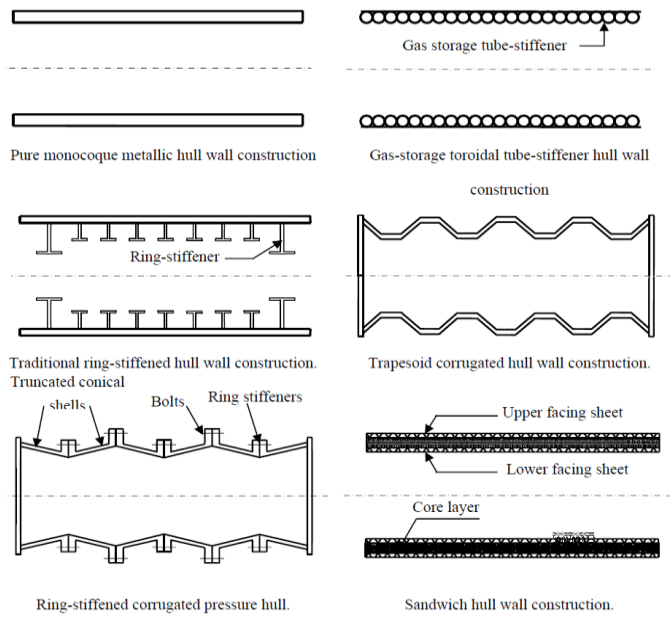 Gas storage tube-stiffener
Pure monocoque metallic hull wall construction
Gas-storage toroidal tube-stiffener hull wall
construction
Ring-stiffener
Traditional ring-stiffened hull wall construction.
Trapesoid corrugated hull wall construction.
Truncated conical
shells
Bolts
Ring stiffeners
Upper facing sheet
Lower facing sheet
Core layer
Ring-stiffened corrugated pressure hull.
Sandwich hull wall construction.